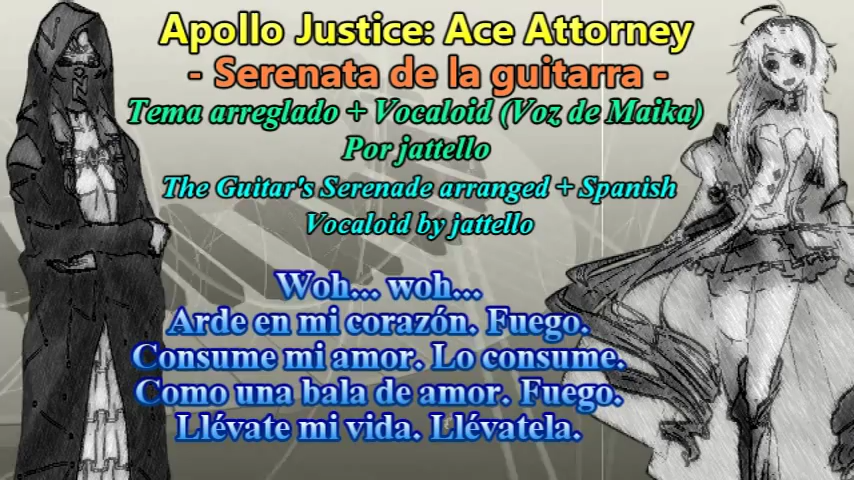 Apollo Justice: Ace Attorney
- Serenata de la guitarra -
Tema arreglado + Vocaloid (Voz de Maika)
Por jattello
The Guitar's Serenade arranged + Spanish
Vocaloid by jattello
Woh... woh...
Arde en mi corazón. Fuego.
Consume mi amor. Lo consume.
Como una bala de amor. Fuego.
Llévate mi vida. Llévatela.